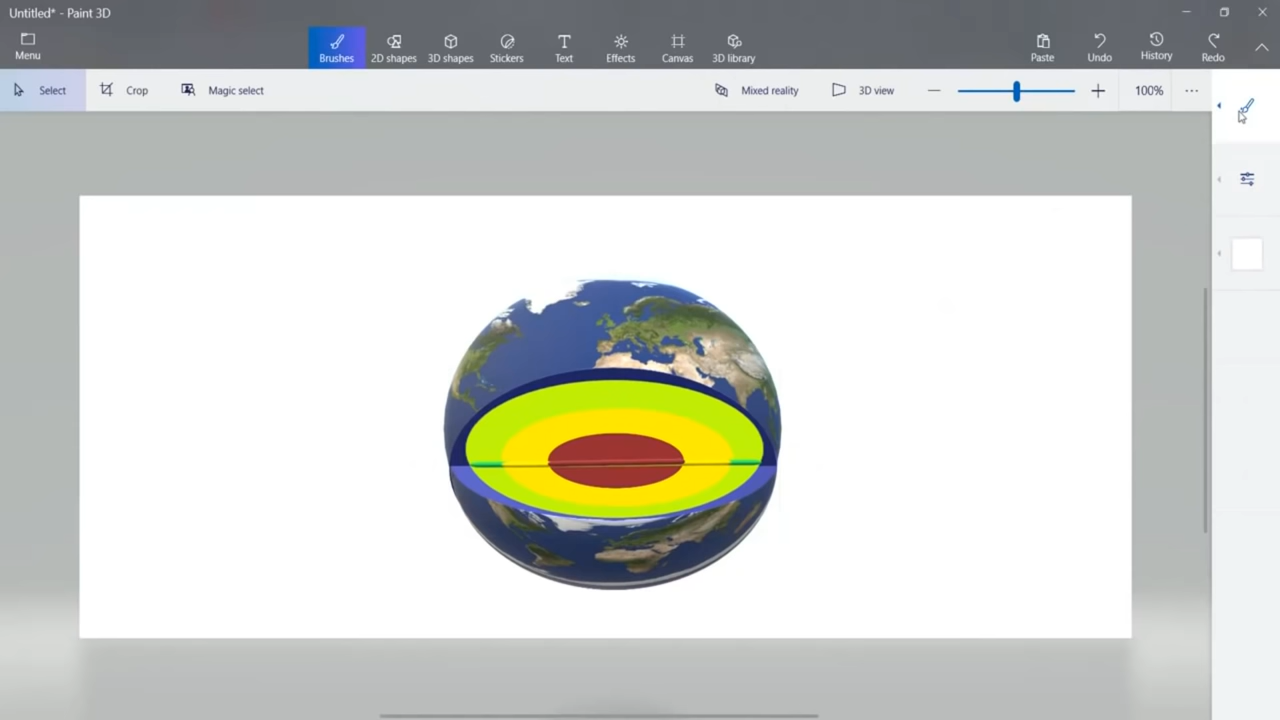 Untitled* - Paint 3D
Menu
Brushes
2D shapes
3D shapes
Stickers
Text
Effects
Canvas
3D library
Paste
Undo
History
Redo
Select
Crop
Magic select
Mixed reality
3D view
100%